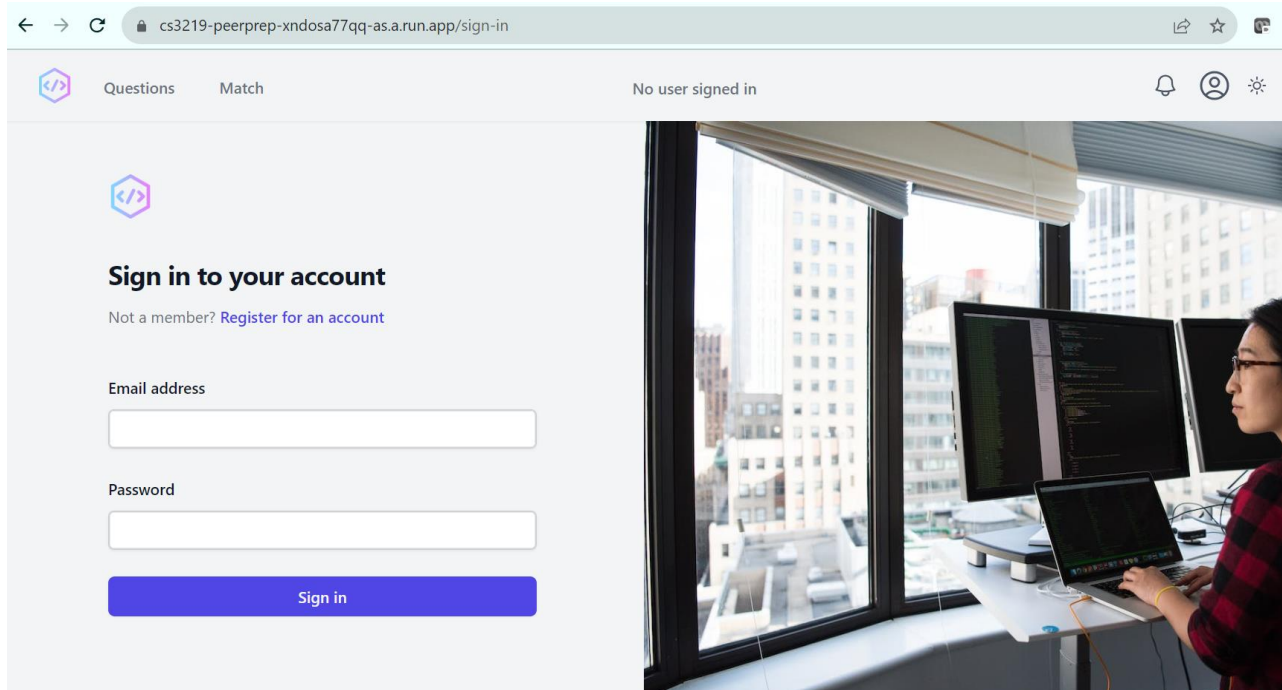 cs3219-peerprep-xndosa77qq-as.a.run.app/sign-in
Questions Match No user signed in
</>
Sign in to your account
Not a member? Register for an account
Email address
Password
Sign in